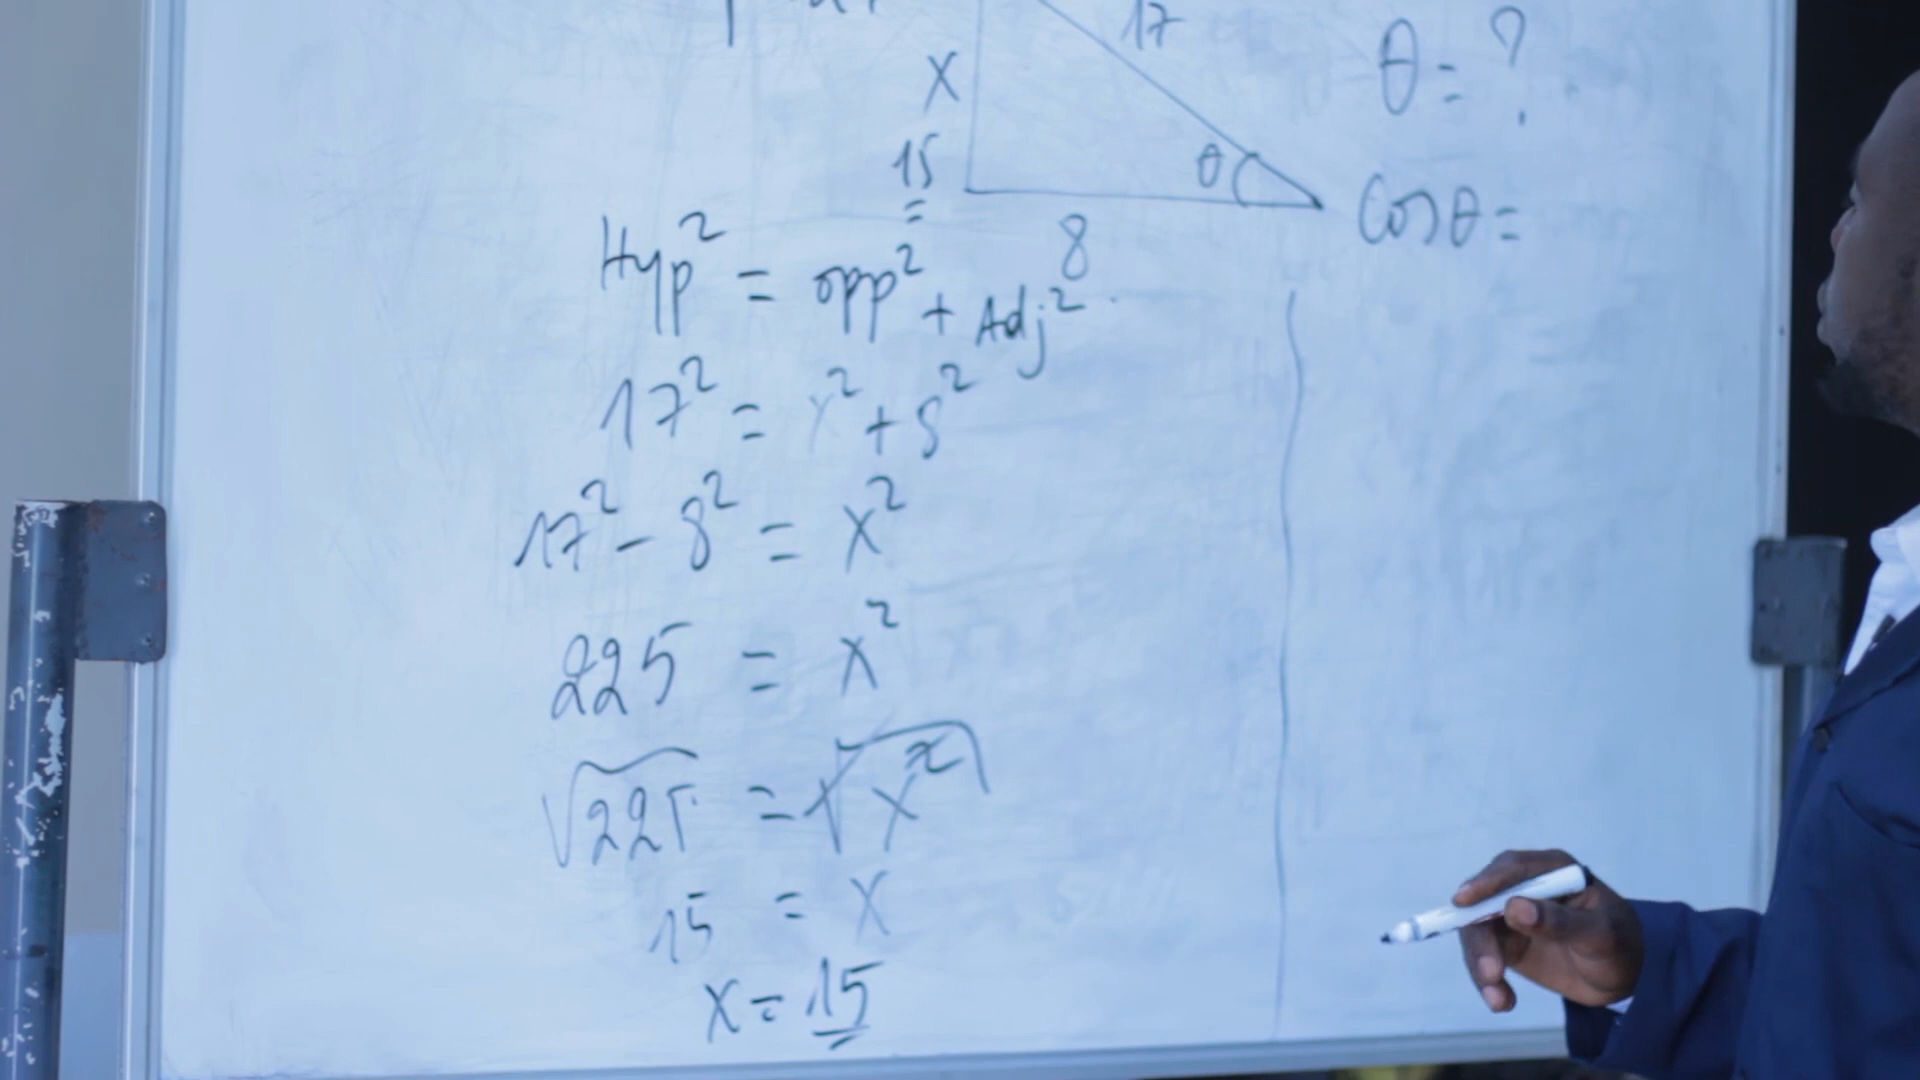 17
θ = ?
X
15
=
θ
Cosθ =
8
Hyp² = opp² + Adj²
17² = x² + 8²
17² - 8² = x²
225 = x²
√225 = √x²
15 = x
x = 15